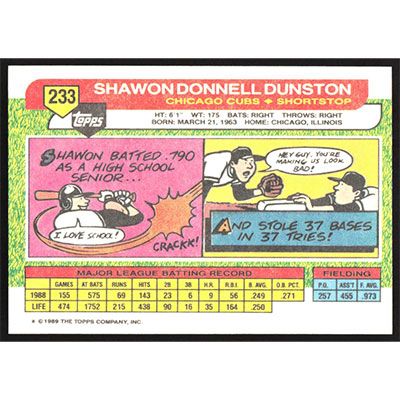 233
Topps
SHAWON DONNELL DUNSTON
CHICAGO CUBS ✦ SHORTSTOP
HT: 6'1" WT: 175 BATS: RIGHT THROWS: RIGHT
BORN: MARCH 21, 1963 HOME: CHICAGO, ILLINOIS
SHAWON BATTED .790
AS A HIGH SCHOOL
SENIOR...
I LOVE SCHOOL!
CRACKK!
HEY GUY, YOU'RE
MAKING US LOOK
BAD!
AND STOLE 37 BASES
IN 37 TRIES!
MAJOR LEAGUE BATTING RECORD FIELDING
GAMES AT BATS RUNS HITS 2B 3B H.R. R.B.I. B. AVG. O.B. PCT. P.O. ASS'T F. AVG.
1988 155 575 69 143 23 6 9 56 .249 .271 257 455 .973
LIFE 474 1752 215 438 90 16 35 164 .250
* © 1989 THE TOPPS COMPANY, INC.